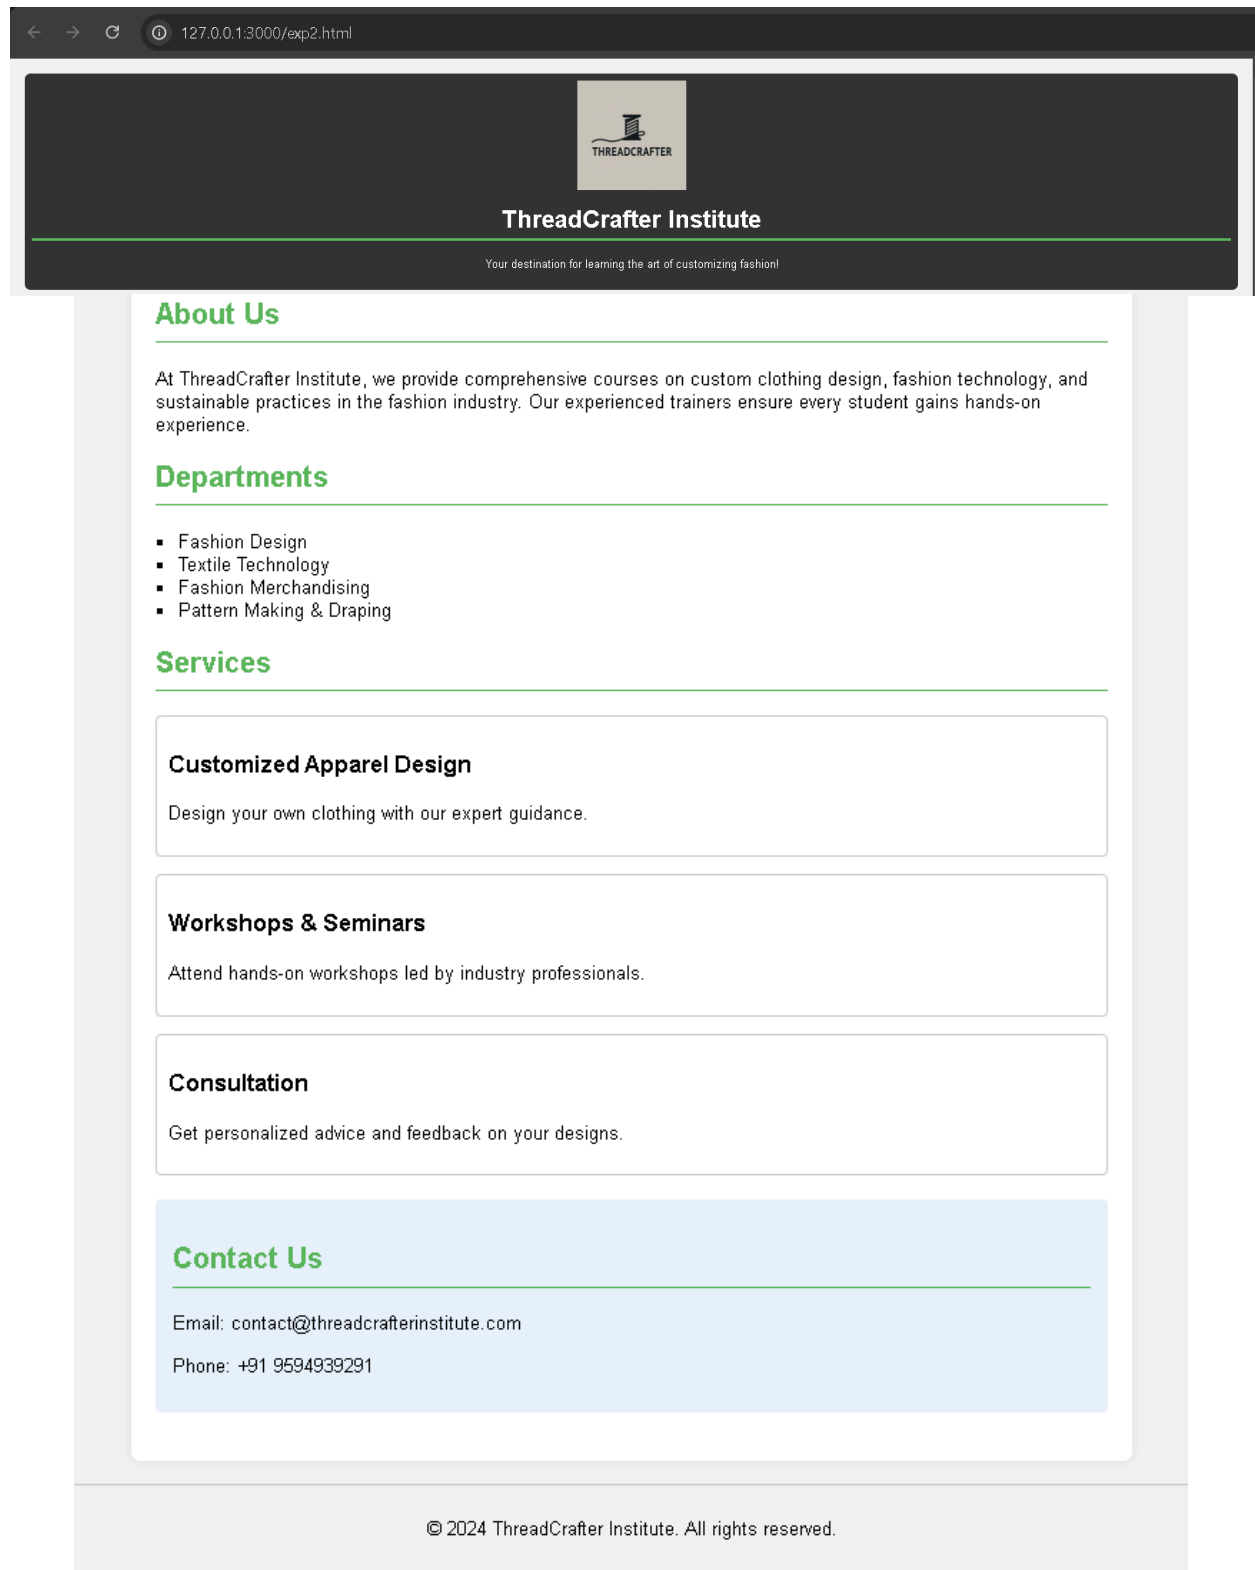 127.0.0.1:3000/exp2.html
THREADCRAFTER
ThreadCrafter Institute
Your destination for learning the art of customizing fashion!
About Us
At ThreadCrafter Institute, we provide comprehensive courses on custom clothing design, fashion technology, and
sustainable practices in the fashion industry. Our experienced trainers ensure every student gains hands-on
experience.
Departments
▪ Fashion Design
▪ Textile Technology
▪ Fashion Merchandising
▪ Pattern Making & Draping
Services
Customized Apparel Design
Design your own clothing with our expert guidance.
Workshops & Seminars
Attend hands-on workshops led by industry professionals.
Consultation
Get personalized advice and feedback on your designs.
Contact Us
Email: contact@threadcrafterinstitute.com
Phone: +91 9594939291
© 2024 ThreadCrafter Institute. All rights reserved.